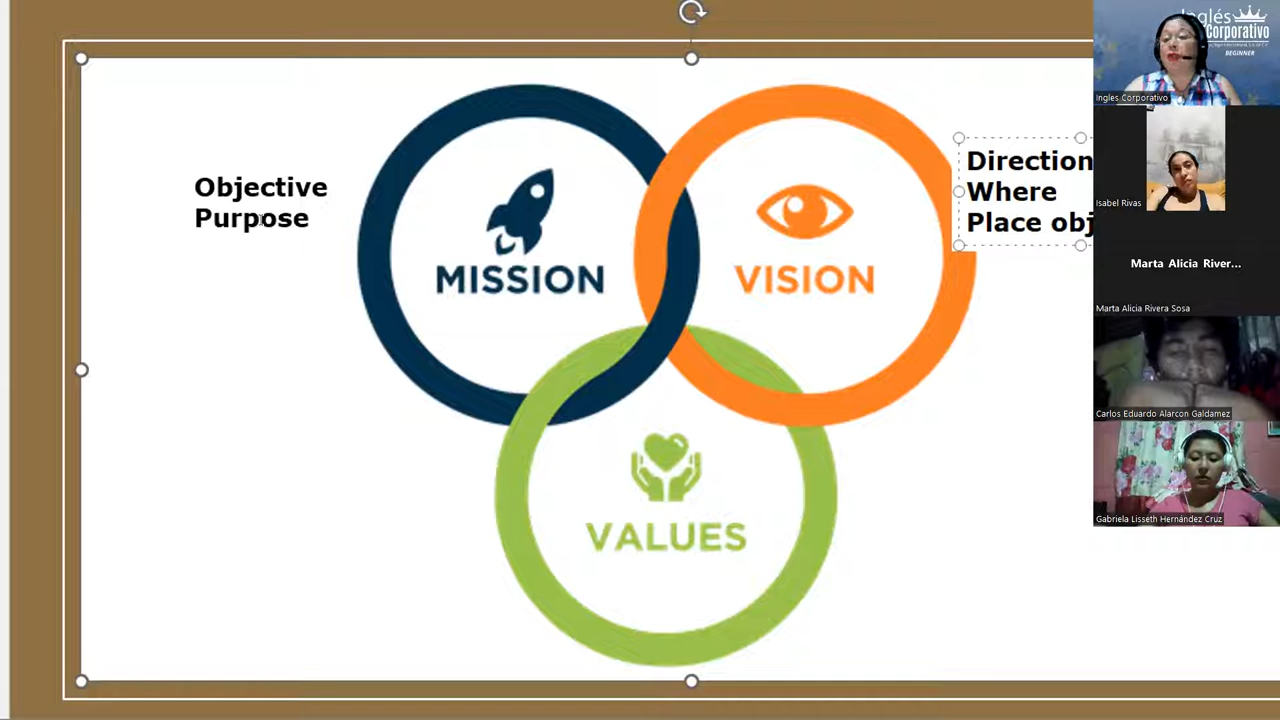 Objective
Purpose
MISSION
VISION
VALUES
Direction
Where
Place obj
Inglés
Corporativo
BEGINNER
Ingles Corporativo
Isabel Rivas
Marta Alicia River...
Marta Alicia Rivera Sosa
Carlos Eduardo Alarcon Galdamez
Gabriela Lisseth Hernández Cruz